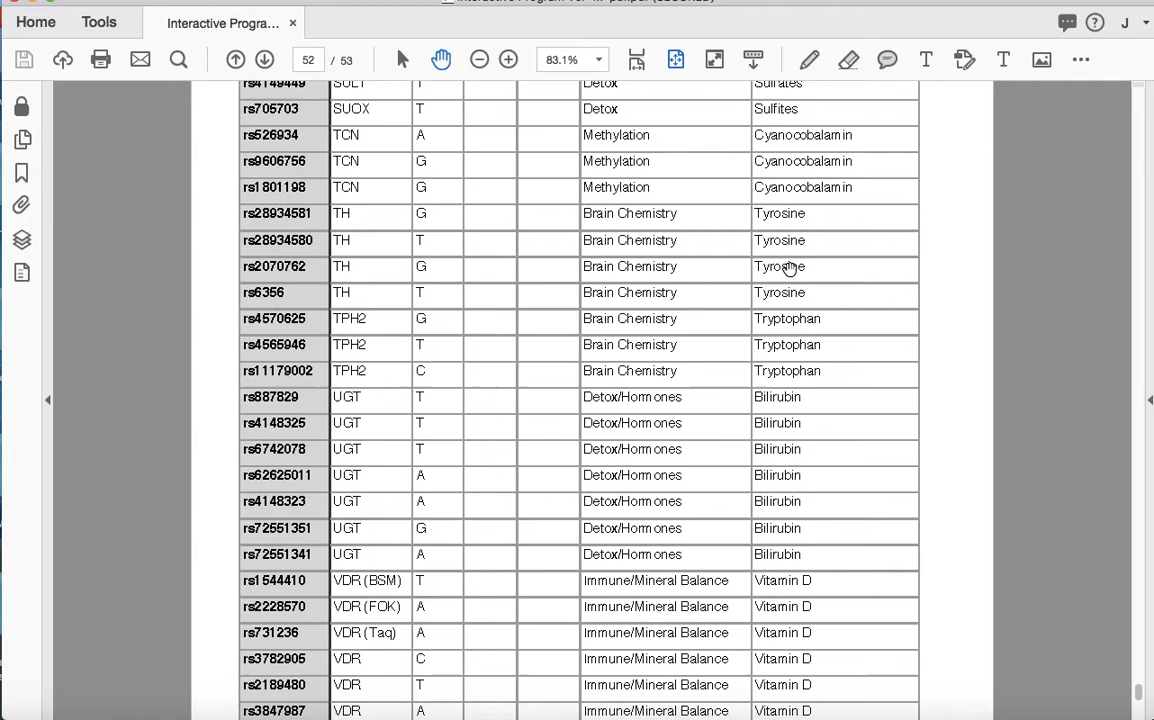 Home Tools Interactive Progra... × ? J
52 / 53 83.1%
rs4149449 SULT T Detox Sulfates
rs705703 SUOX T Detox Sulfites
rs526934 TCN A Methylation Cyanocobalamin
rs9606756 TCN G Methylation Cyanocobalamin
rs1801198 TCN G Methylation Cyanocobalamin
rs28934581 TH G Brain Chemistry Tyrosine
rs28934580 TH T Brain Chemistry Tyrosine
rs2070762 TH G Brain Chemistry Tyrosine
rs6356 TH T Brain Chemistry Tyrosine
rs4570625 TPH2 G Brain Chemistry Tryptophan
rs4565946 TPH2 T Brain Chemistry Tryptophan
rs11179002 TPH2 C Brain Chemistry Tryptophan
rs887829 UGT T Detox/Hormones Bilirubin
rs4148325 UGT T Detox/Hormones Bilirubin
rs6742078 UGT T Detox/Hormones Bilirubin
rs62625011 UGT A Detox/Hormones Bilirubin
rs4148323 UGT A Detox/Hormones Bilirubin
rs72551351 UGT G Detox/Hormones Bilirubin
rs72551341 UGT A Detox/Hormones Bilirubin
rs1544410 VDR (BSM) T Immune/Mineral Balance Vitamin D
rs2228570 VDR (FOK) A Immune/Mineral Balance Vitamin D
rs731236 VDR (Taq) A Immune/Mineral Balance Vitamin D
rs3782905 VDR C Immune/Mineral Balance Vitamin D
rs2189480 VDR T Immune/Mineral Balance Vitamin D
rs3847987 VDR A Immune/Mineral Balance Vitamin D